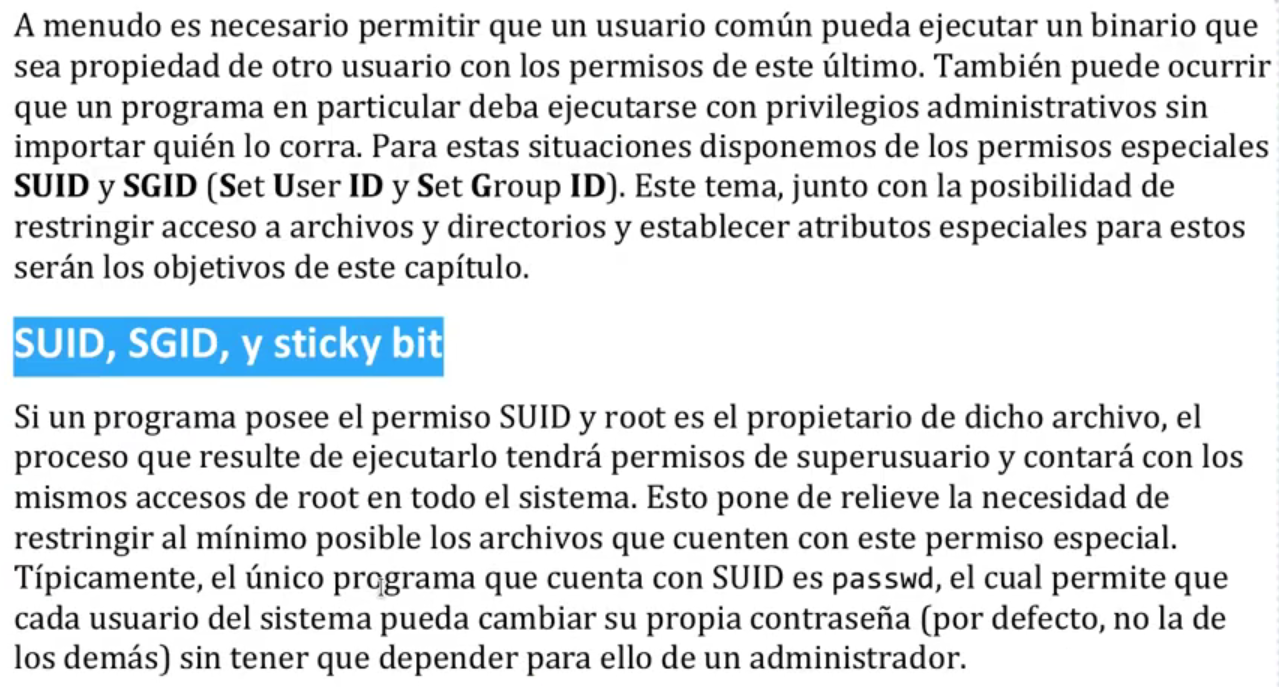 A menudo es necesario permitir que un usuario común pueda ejecutar un binario que
sea propiedad de otro usuario con los permisos de este último. También puede ocurrir
que un programa en particular deba ejecutarse con privilegios administrativos sin
importar quién lo corra. Para estas situaciones disponemos de los permisos especiales
SUID y SGID (Set User ID y Set Group ID). Este tema, junto con la posibilidad de
restringir acceso a archivos y directorios y establecer atributos especiales para estos
serán los objetivos de este capítulo.
SUID, SGID, y sticky bit
Si un programa posee el permiso SUID y root es el propietario de dicho archivo, el
proceso que resulte de ejecutarlo tendrá permisos de superusuario y contará con los
mismos accesos de root en todo el sistema. Esto pone de relieve la necesidad de
restringir al mínimo posible los archivos que cuenten con este permiso especial.
Típicamente, el único programa que cuenta con SUID es passwd, el cual permite que
cada usuario del sistema pueda cambiar su propia contraseña (por defecto, no la de
los demás) sin tener que depender para ello de un administrador.